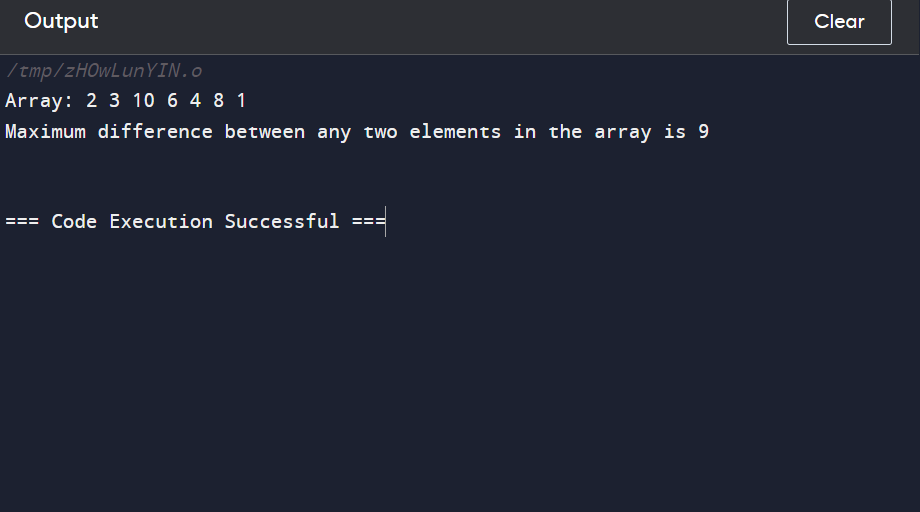 Output
Clear
/tmp/zHOwLunYIN.o
Array: 2 3 10 6 4 8 1
Maximum difference between any two elements in the array is 9
=== Code Execution Successful ===